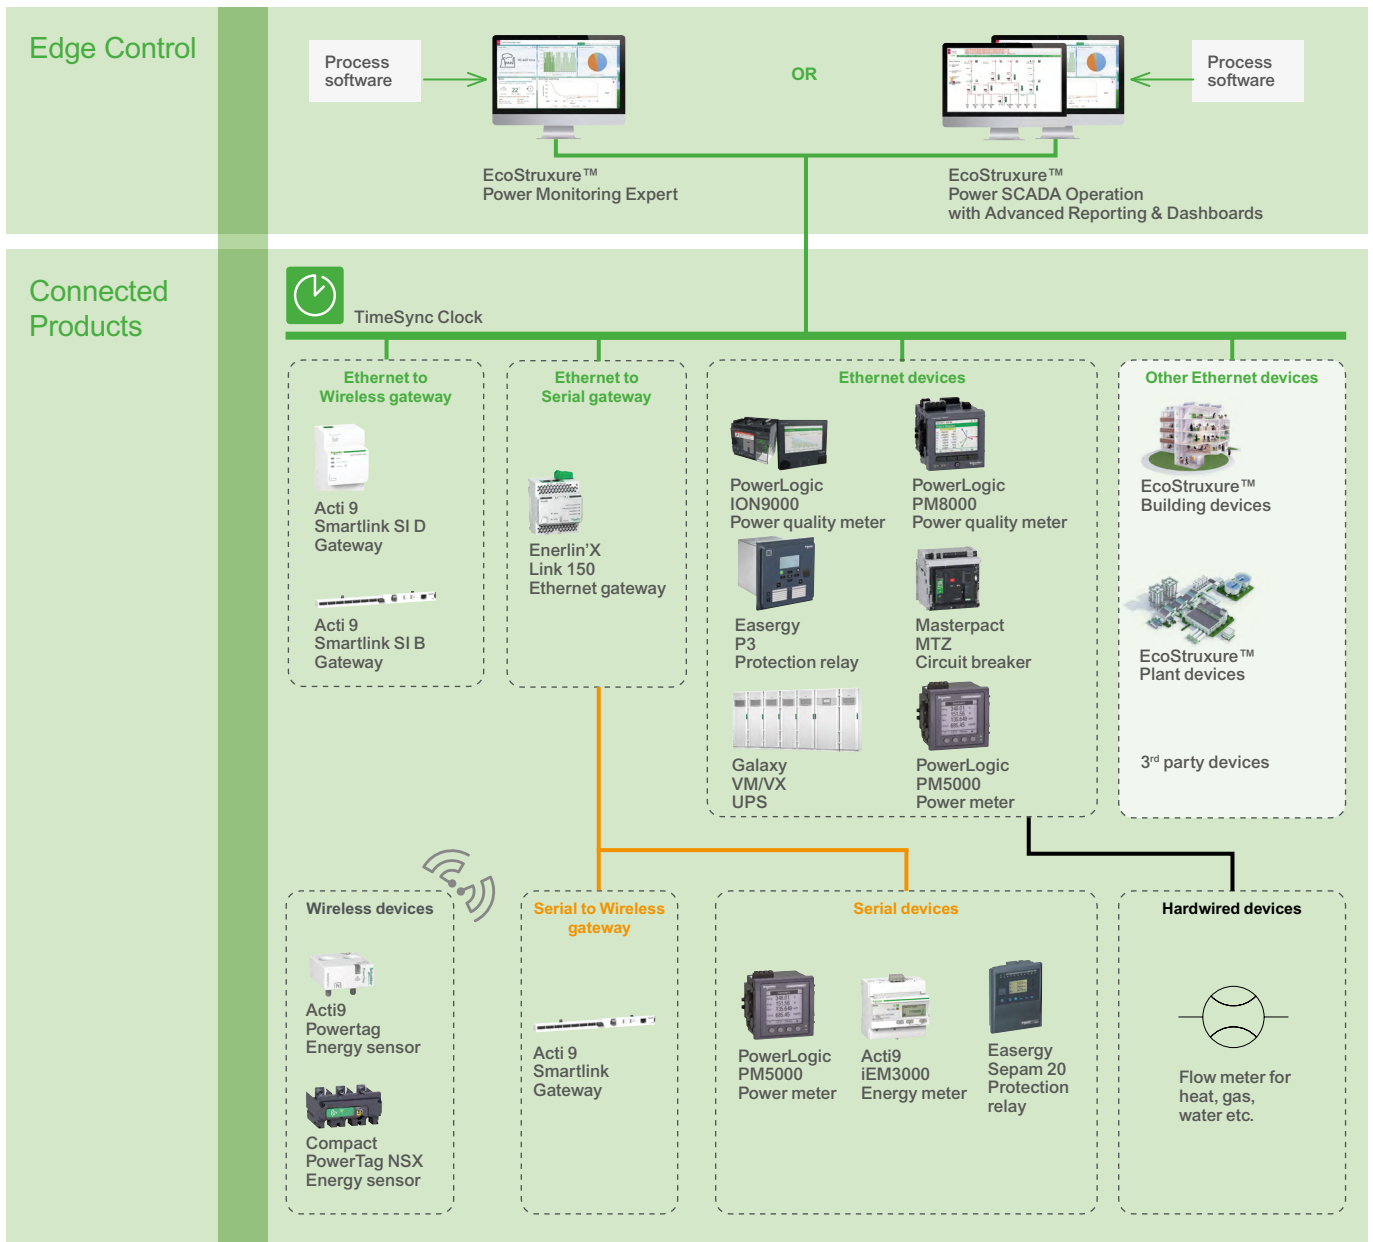 Edge Control
Process
software
OR
Process
software
EcoStruxure™
Power Monitoring Expert
EcoStruxure™
Power SCADA Operation
with Advanced Reporting & Dashboards
Connected
Products
TimeSync Clock
Ethernet to
Wireless gateway
Acti 9
Smartlink SI D
Gateway
Acti 9
Smartlink SI B
Gateway
Ethernet to
Serial gateway
Enerlin’X
Link 150
Ethernet gateway
Ethernet devices
PowerLogic
ION9000
Power quality meter
PowerLogic
PM8000
Power quality meter
Easergy
P3
Protection relay
Masterpact
MTZ
Circuit breaker
Galaxy
VM/VX
UPS
PowerLogic
PM5000
Power meter
Other Ethernet devices
EcoStruxure™
Building devices
EcoStruxure™
Plant devices
3rd party devices
Wireless devices
Acti9
Powertag
Energy sensor
Compact
PowerTag NSX
Energy sensor
Serial to Wireless
gateway
Acti 9
Smartlink
Gateway
Serial devices
PowerLogic
PM5000
Power meter
Acti9
iEM3000
Energy meter
Easergy
Sepam 20
Protection
relay
Hardwired devices
Flow meter for
heat, gas,
water etc.